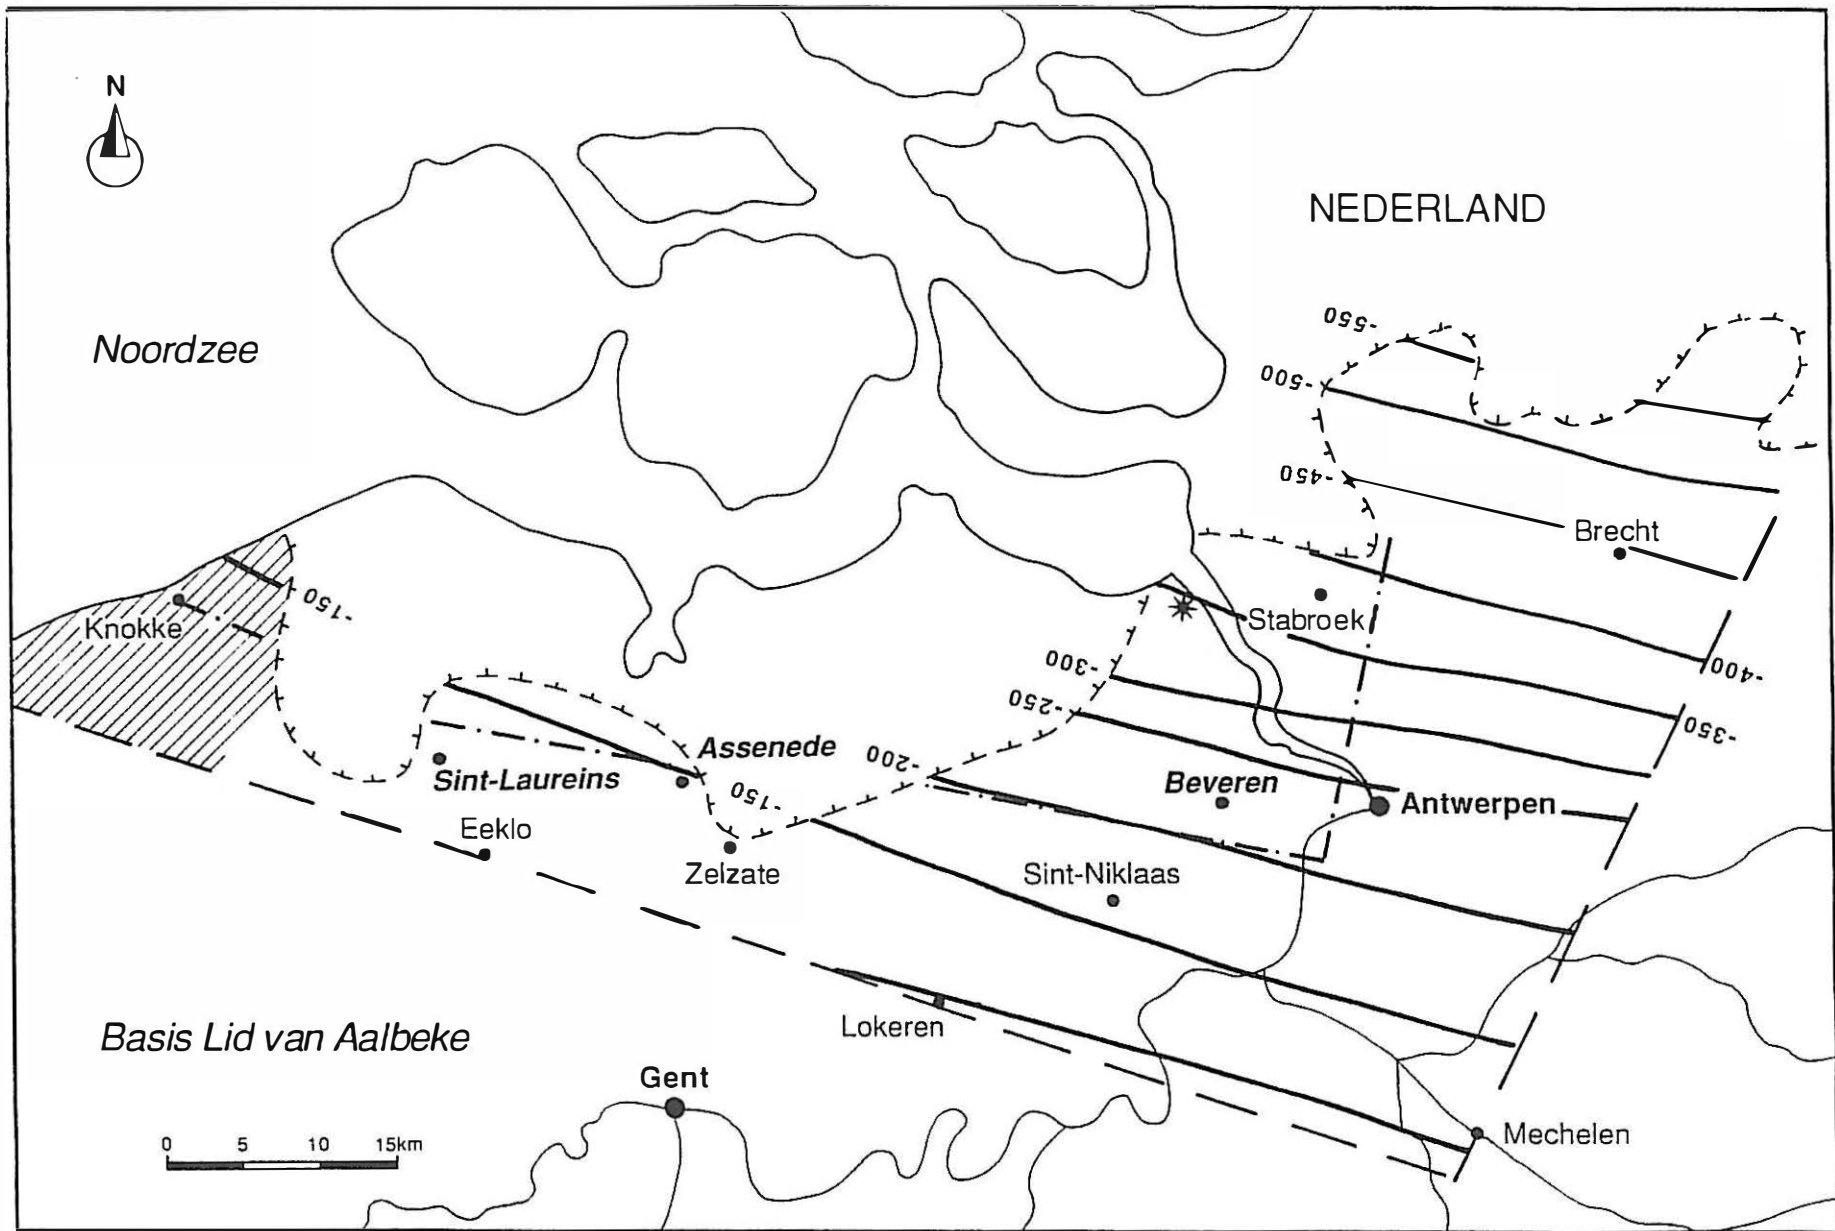 N
NEDERLAND
Noordzee
-550
-500
-450
Brecht
Knokke
-150
Stabroek
-300
-400
-250
-350
Assenede
-200
Sint-Laureins
-150
Beveren
Antwerpen
Eeklo
Zelzate
Sint-Niklaas
Lokeren
Basis Lid van Aalbeke
Gent
Mechelen
0 5 10 15km